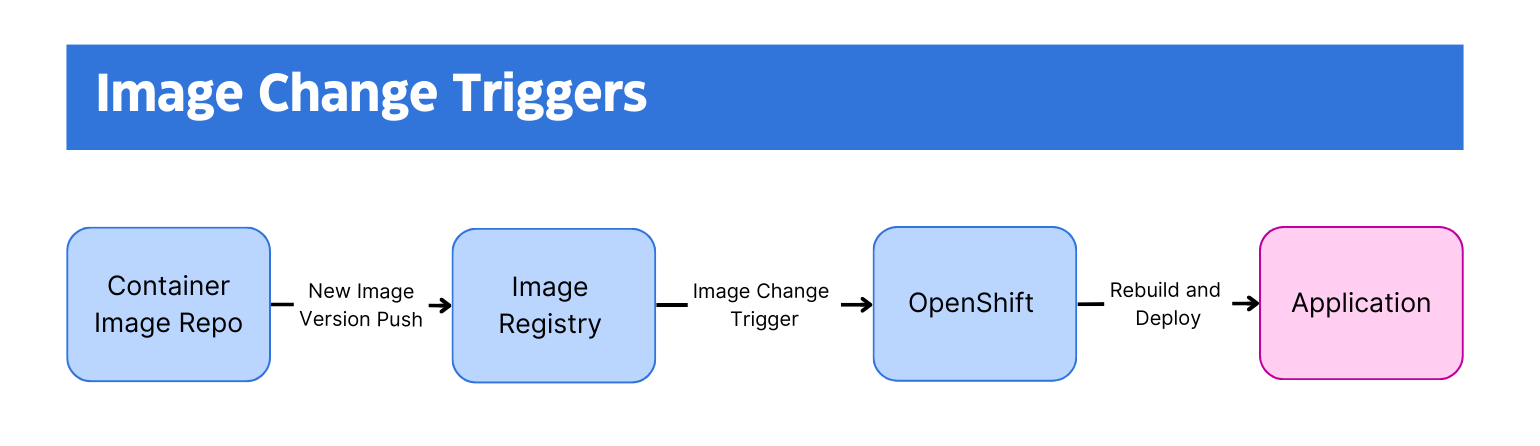 Image Change Triggers
Container
Image Repo
New Image
Version Push
Image
Registry
Image Change
Trigger
OpenShift
Rebuild and
Deploy
Application